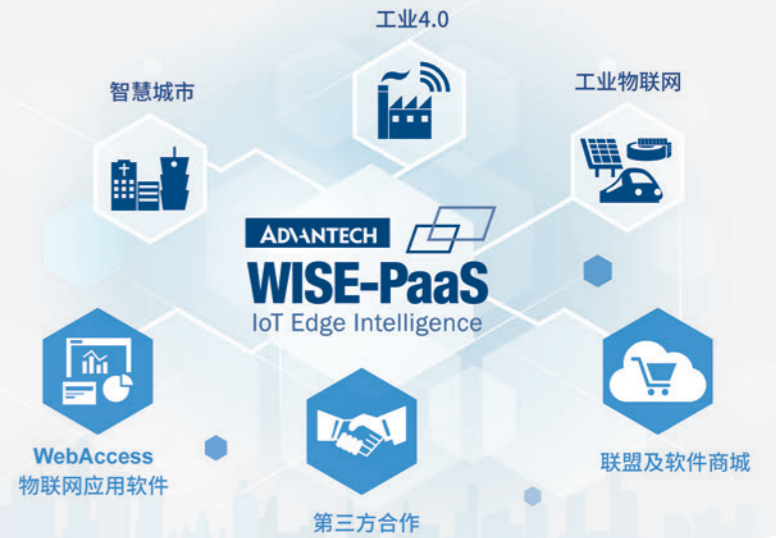 工业4.0
智慧城市
工业物联网
ADVANTECH
WISE-PaaS
IoT Edge Intelligence
WebAccess
物联网应用软件
联盟及软件商城
第三方合作